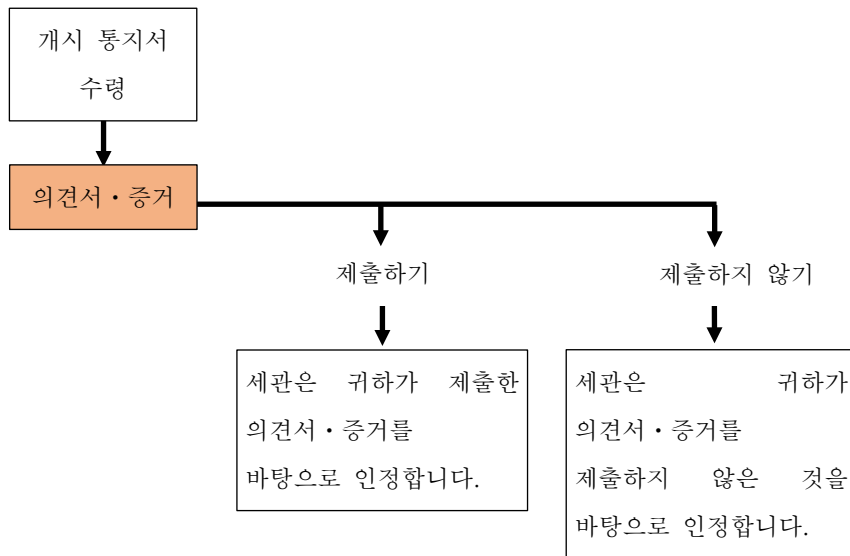 개시 통지서
수령
의견서・증거
제출하기
제출하지 않기
세관은 귀하가 제출한
의견서・증거를
바탕으로 인정합니다.
세관은 귀하가
의견서・증거를
제출하지 않은 것을
바탕으로 인정합니다.